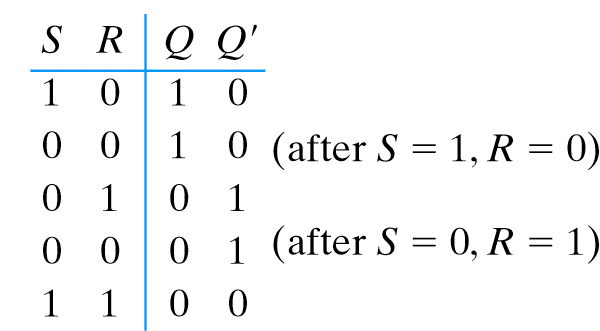 S R Q Q′
1 0 1 0
0 0 1 0 (after S = 1, R = 0)
0 1 0 1
0 0 0 1 (after S = 0, R = 1)
1 1 0 0